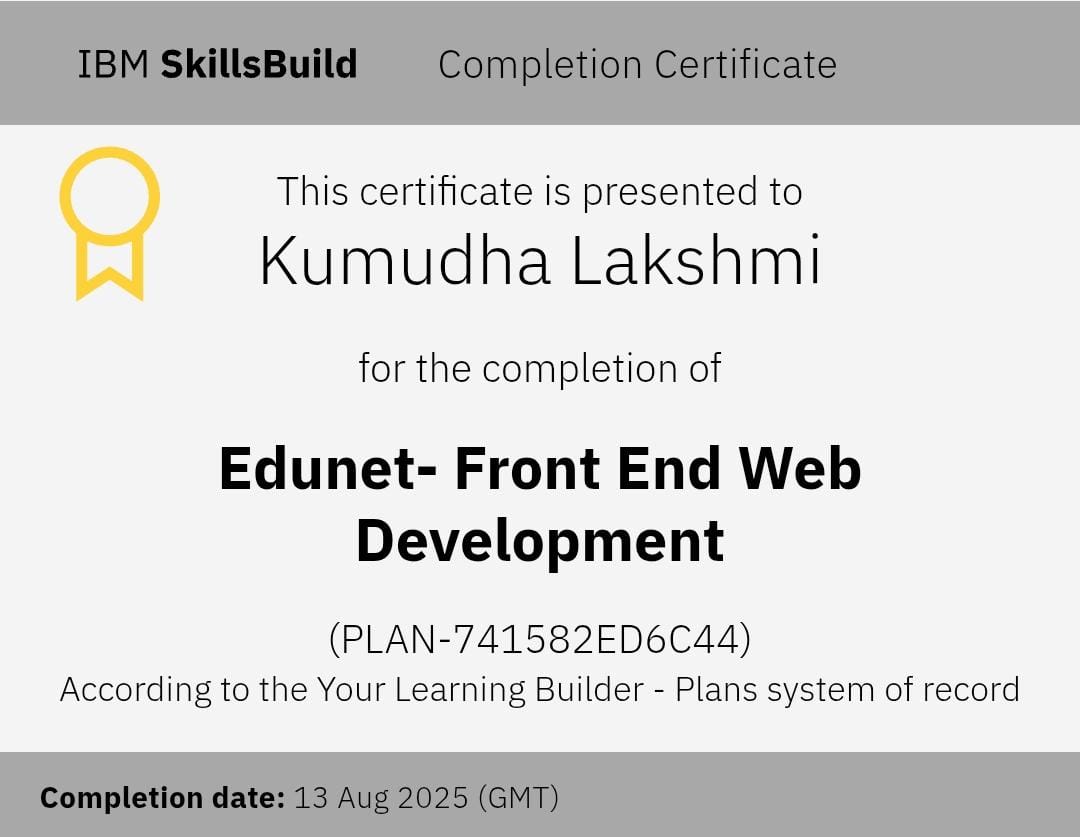 IBM SkillsBuild Completion Certificate
This certificate is presented to
Kumudha Lakshmi
for the completion of
Edunet- Front End Web
Development
(PLAN-741582ED6C44)
According to the Your Learning Builder - Plans system of record
Completion date: 13 Aug 2025 (GMT)